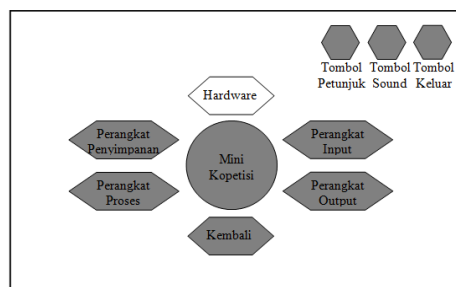 Tombol
Petunjuk
Tombol
Sound
Tombol
Keluar
Hardware
Perangkat
Penyimpanan
Mini
Kopetisi
Perangkat
Input
Perangkat
Proses
Perangkat
Output
Kembali